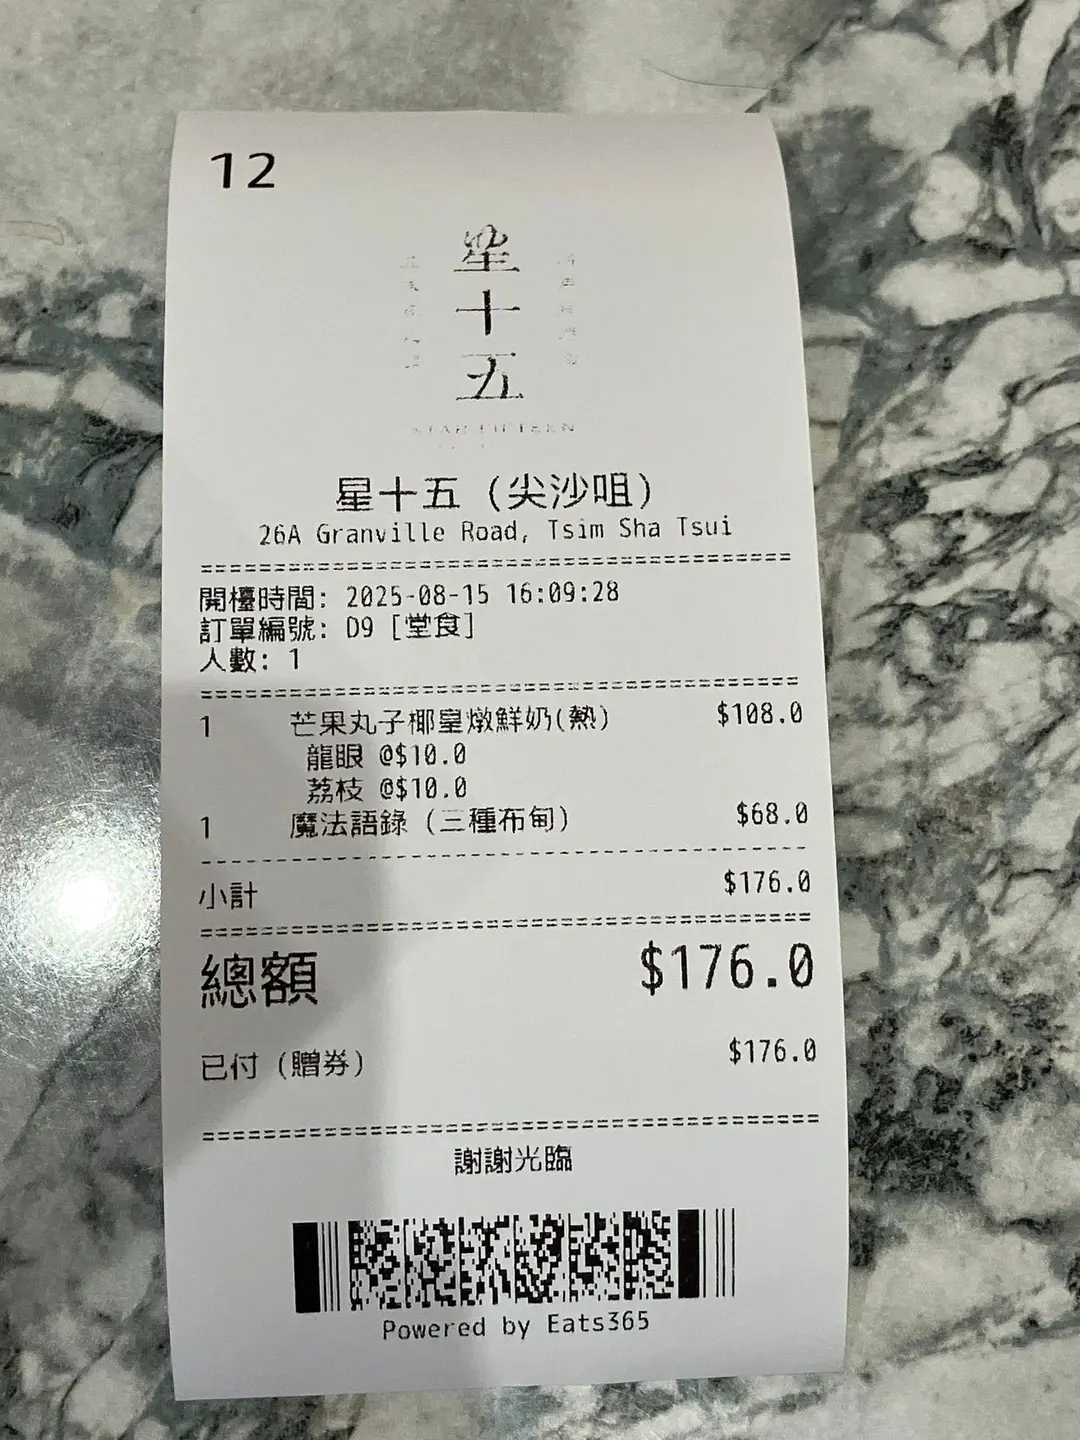 12
星
十
五
STAR FIFTEEN
星十五 (尖沙咀)
26A Granville Road, Tsim Sha Tsui
開檯時間: 2025-08-15 16:09:28
訂單編號: D9 [堂食]
人數: 1
1 芒果丸子椰皇燉鮮奶(熱) $108.0
龍眼 @$10.0
荔枝 @$10.0
1 魔法語錄 (三種布甸) $68.0
小計 $176.0
總額 $176.0
已付 (贈券) $176.0
謝謝光臨
Powered by Eats365